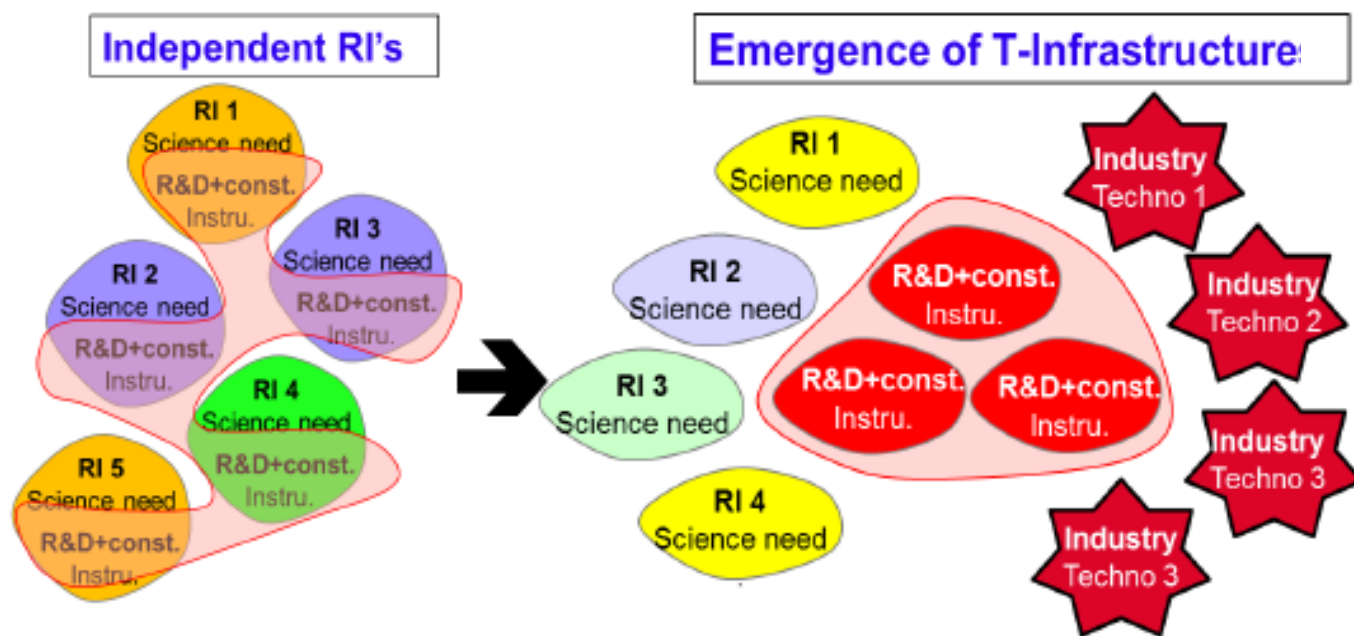 Independent RI's
RI 1
Science need
R&D+const.
Instru.
RI 3
Science need
R&D+const.
Instru.
RI 2
Science need
R&D+const.
Instru.
RI 4
Science need
R&D+const.
Instru.
RI 5
Science need
R&D+const.
Instru.
Emergence of T-Infrastructures
RI 1
Science need
RI 2
Science need
RI 3
Science need
RI 4
Science need
R&D+const.
Instru.
R&D+const.
Instru.
R&D+const.
Instru.
Industry
Techno 1
Industry
Techno 2
Industry
Techno 3
Industry
Techno 3